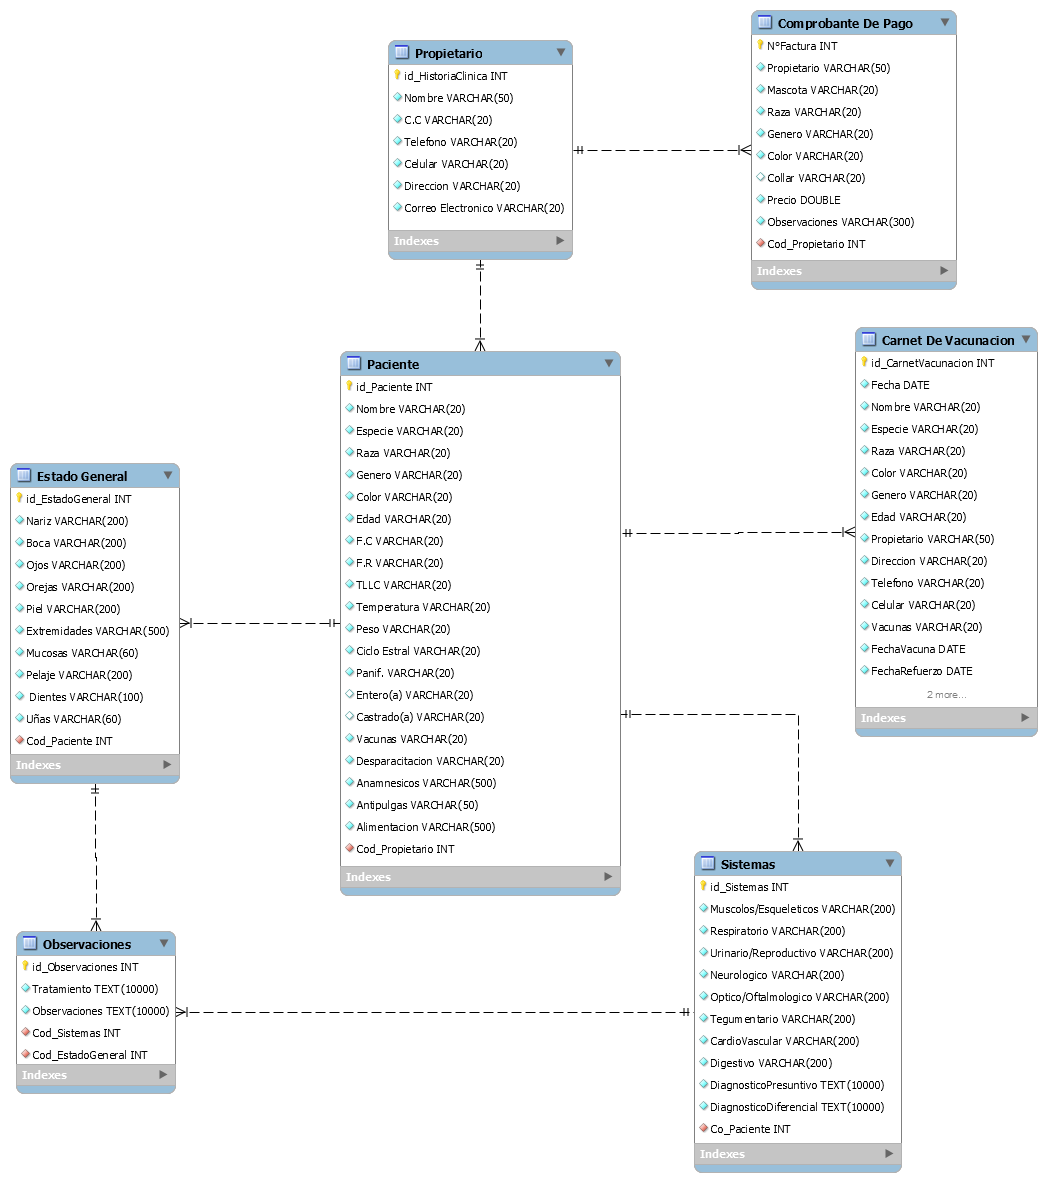 Propietario
id_HistoriaClinica INT
Nombre VARCHAR(50)
C.C VARCHAR(20)
Telefono VARCHAR(20)
Celular VARCHAR(20)
Direccion VARCHAR(20)
Correo Electronico VARCHAR(20)
Indexes
Comprobante De Pago
N°Factura INT
Propietario VARCHAR(50)
Mascota VARCHAR(20)
Raza VARCHAR(20)
Genero VARCHAR(20)
Color VARCHAR(20)
Collar VARCHAR(20)
Precio DOUBLE
Observaciones VARCHAR(300)
Cod_Propietario INT
Indexes
Paciente
id_Paciente INT
Nombre VARCHAR(20)
Especie VARCHAR(20)
Raza VARCHAR(20)
Genero VARCHAR(20)
Color VARCHAR(20)
Edad VARCHAR(20)
F.C VARCHAR(20)
F.R VARCHAR(20)
TLLC VARCHAR(20)
Temperatura VARCHAR(20)
Peso VARCHAR(20)
Ciclo Estral VARCHAR(20)
Panif. VARCHAR(20)
Entero(a) VARCHAR(20)
Castrado(a) VARCHAR(20)
Vacunas VARCHAR(20)
Desparacitacion VARCHAR(20)
Anamnesicos VARCHAR(500)
Antipulgas VARCHAR(50)
Alimentacion VARCHAR(500)
Cod_Propietario INT
Indexes
Carnet De Vacunacion
id_CarnetVacunacion INT
Fecha DATE
Nombre VARCHAR(20)
Especie VARCHAR(20)
Raza VARCHAR(20)
Color VARCHAR(20)
Genero VARCHAR(20)
Edad VARCHAR(20)
Propietario VARCHAR(50)
Direccion VARCHAR(20)
Telefono VARCHAR(20)
Celular VARCHAR(20)
Vacunas VARCHAR(20)
FechaVacuna DATE
FechaRefuerzo DATE
2 more...
Indexes
Estado General
id_EstadoGeneral INT
Nariz VARCHAR(200)
Boca VARCHAR(200)
Ojos VARCHAR(200)
Orejas VARCHAR(200)
Piel VARCHAR(200)
Extremidades VARCHAR(500)
Mucosas VARCHAR(60)
Pelaje VARCHAR(200)
Dientes VARCHAR(100)
Uñas VARCHAR(60)
Cod_Paciente INT
Indexes
Sistemas
id_Sistemas INT
Muscolos/Esqueleticos VARCHAR(200)
Respiratorio VARCHAR(200)
Urinario/Reproductivo VARCHAR(200)
Neurologico VARCHAR(200)
Optico/Oftalmologico VARCHAR(200)
Tegumentario VARCHAR(200)
CardioVascular VARCHAR(200)
Digestivo VARCHAR(200)
DiagnosticoPresuntivo TEXT(10000)
DiagnosticoDiferencial TEXT(10000)
Co_Paciente INT
Indexes
Observaciones
id_Observaciones INT
Tratamiento TEXT(10000)
Observaciones TEXT(10000)
Cod_Sistemas INT
Cod_EstadoGeneral INT
Indexes